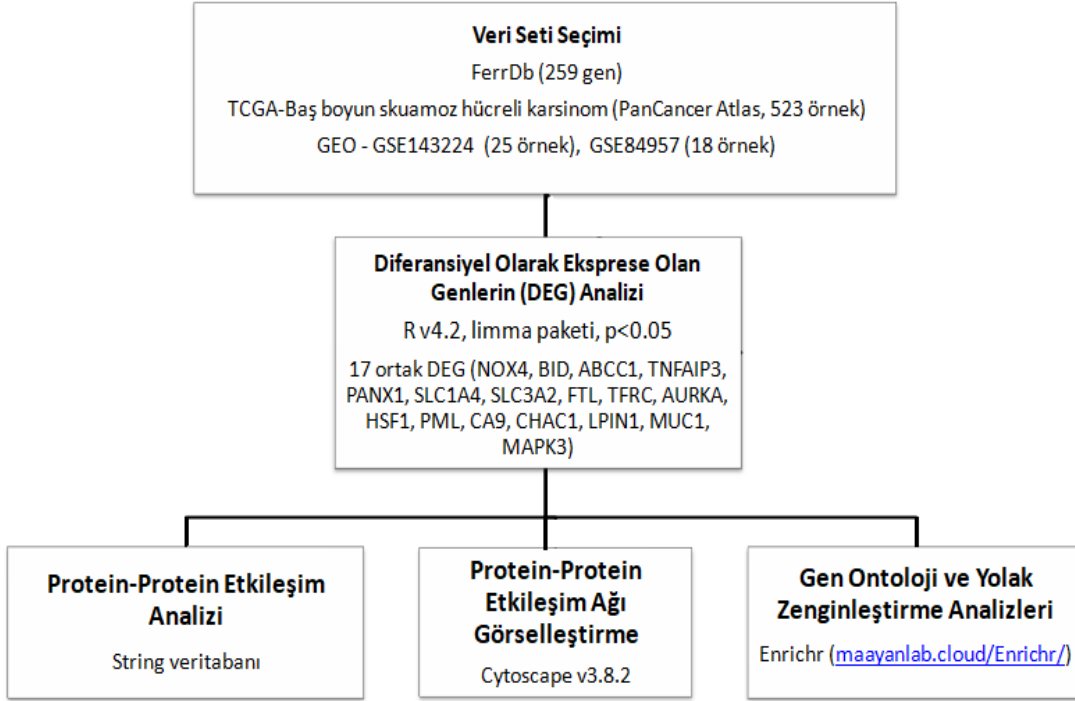 Veri Seti Seçimi
FerrDb (259 gen)
TCGA-Baş boyun skuamoz hücreli karsinom (PanCancer Atlas, 523 örnek)
GEO - GSE143224 (25 örnek), GSE84957 (18 örnek)
Diferansiyel Olarak Eksprese Olan
Genlerin (DEG) Analizi
R v4.2, limma paketi, p<0.05
17 ortak DEG (NOX4, BID, ABCC1, TNFAIP3,
PANX1, SLC1A4, SLC3A2, FTL, TFRC, AURKA,
HSF1, PML, CA9, CHAC1, LPIN1, MUC1,
MAPK3)
Protein-Protein Etkileşim
Analizi
String veritabanı
Protein-Protein
Etkileşim Ağı
Görselleştirme
Cytoscape v3.8.2
Gen Ontoloji ve Yolak
Zenginleştirme Analizleri
Enrichr (maayanlab.cloud/Enrichr/)